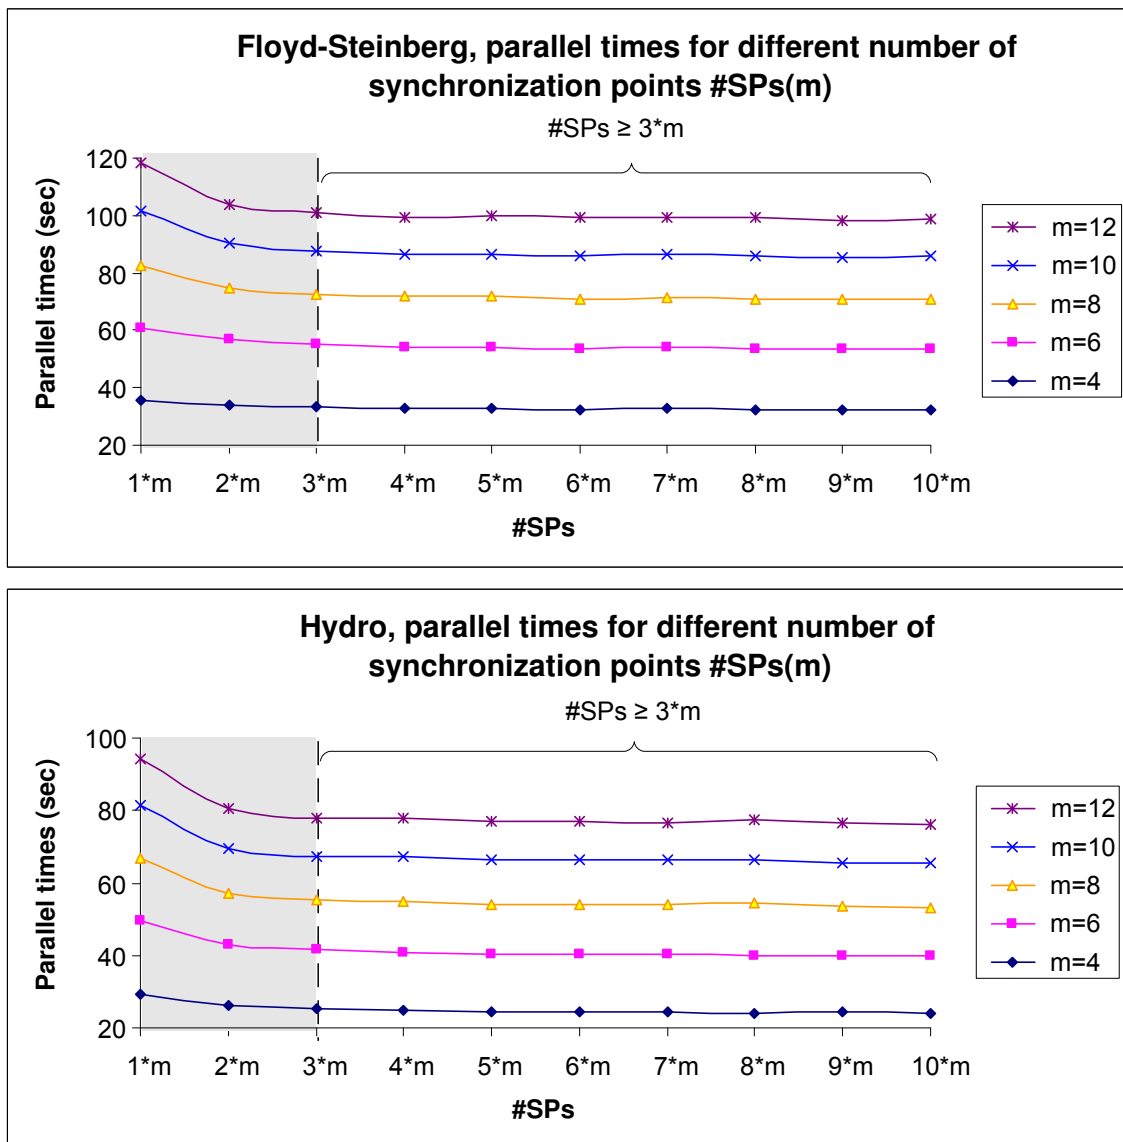 Floyd-Steinberg, parallel times for different number of
synchronization points #SPs(m)
#SPs ≥ 3*m
Parallel times (sec)
120
100
80
60
40
20
1*m 2*m 3*m 4*m 5*m 6*m 7*m 8*m 9*m 10*m
#SPs
m=12
m=10
m=8
m=6
m=4
Hydro, parallel times for different number of
synchronization points #SPs(m)
#SPs ≥ 3*m
Parallel times (sec)
100
80
60
40
20
1*m 2*m 3*m 4*m 5*m 6*m 7*m 8*m 9*m 10*m
#SPs
m=12
m=10
m=8
m=6
m=4